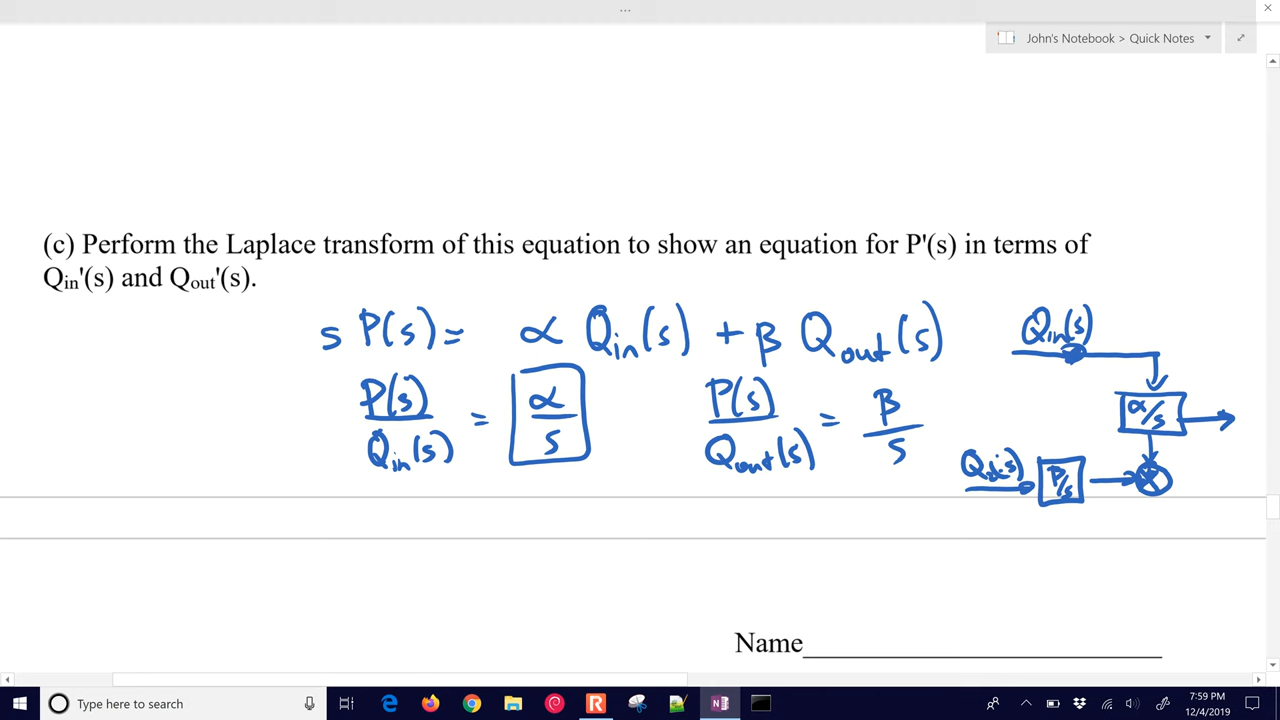 ...
John's Notebook > Quick Notes
(c) Perform the Laplace transform of this equation to show an equation for P'(s) in terms of
Qin'(s) and Qout'(s).
s P(s) = α Qin(s) + β Qout(s)
P(s)/Qin(s) = α/s
P(s)/Qout(s) = β/s
Qin(s)
α/s
β/s
Name
Type here to search
7:59 PM
12/4/2019